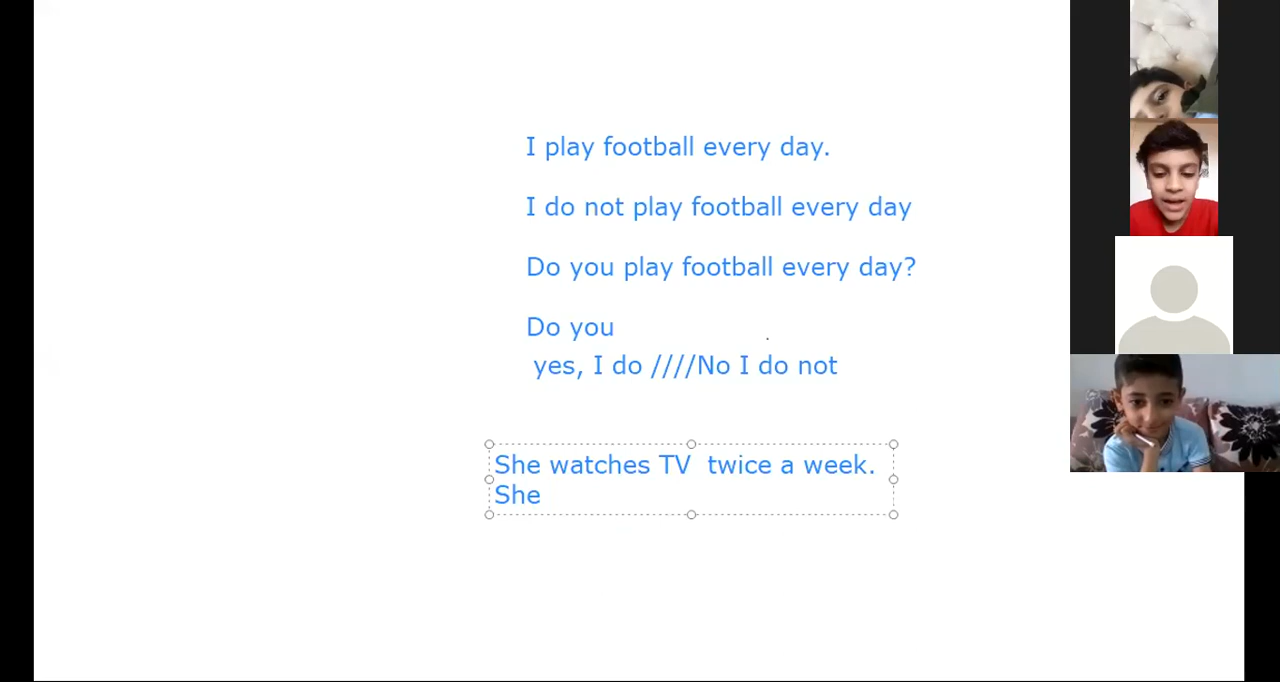 I play football every day.
I do not play football every day
Do you play football every day?
Do you
yes, I do ////No I do not
She watches TV  twice a week.
She